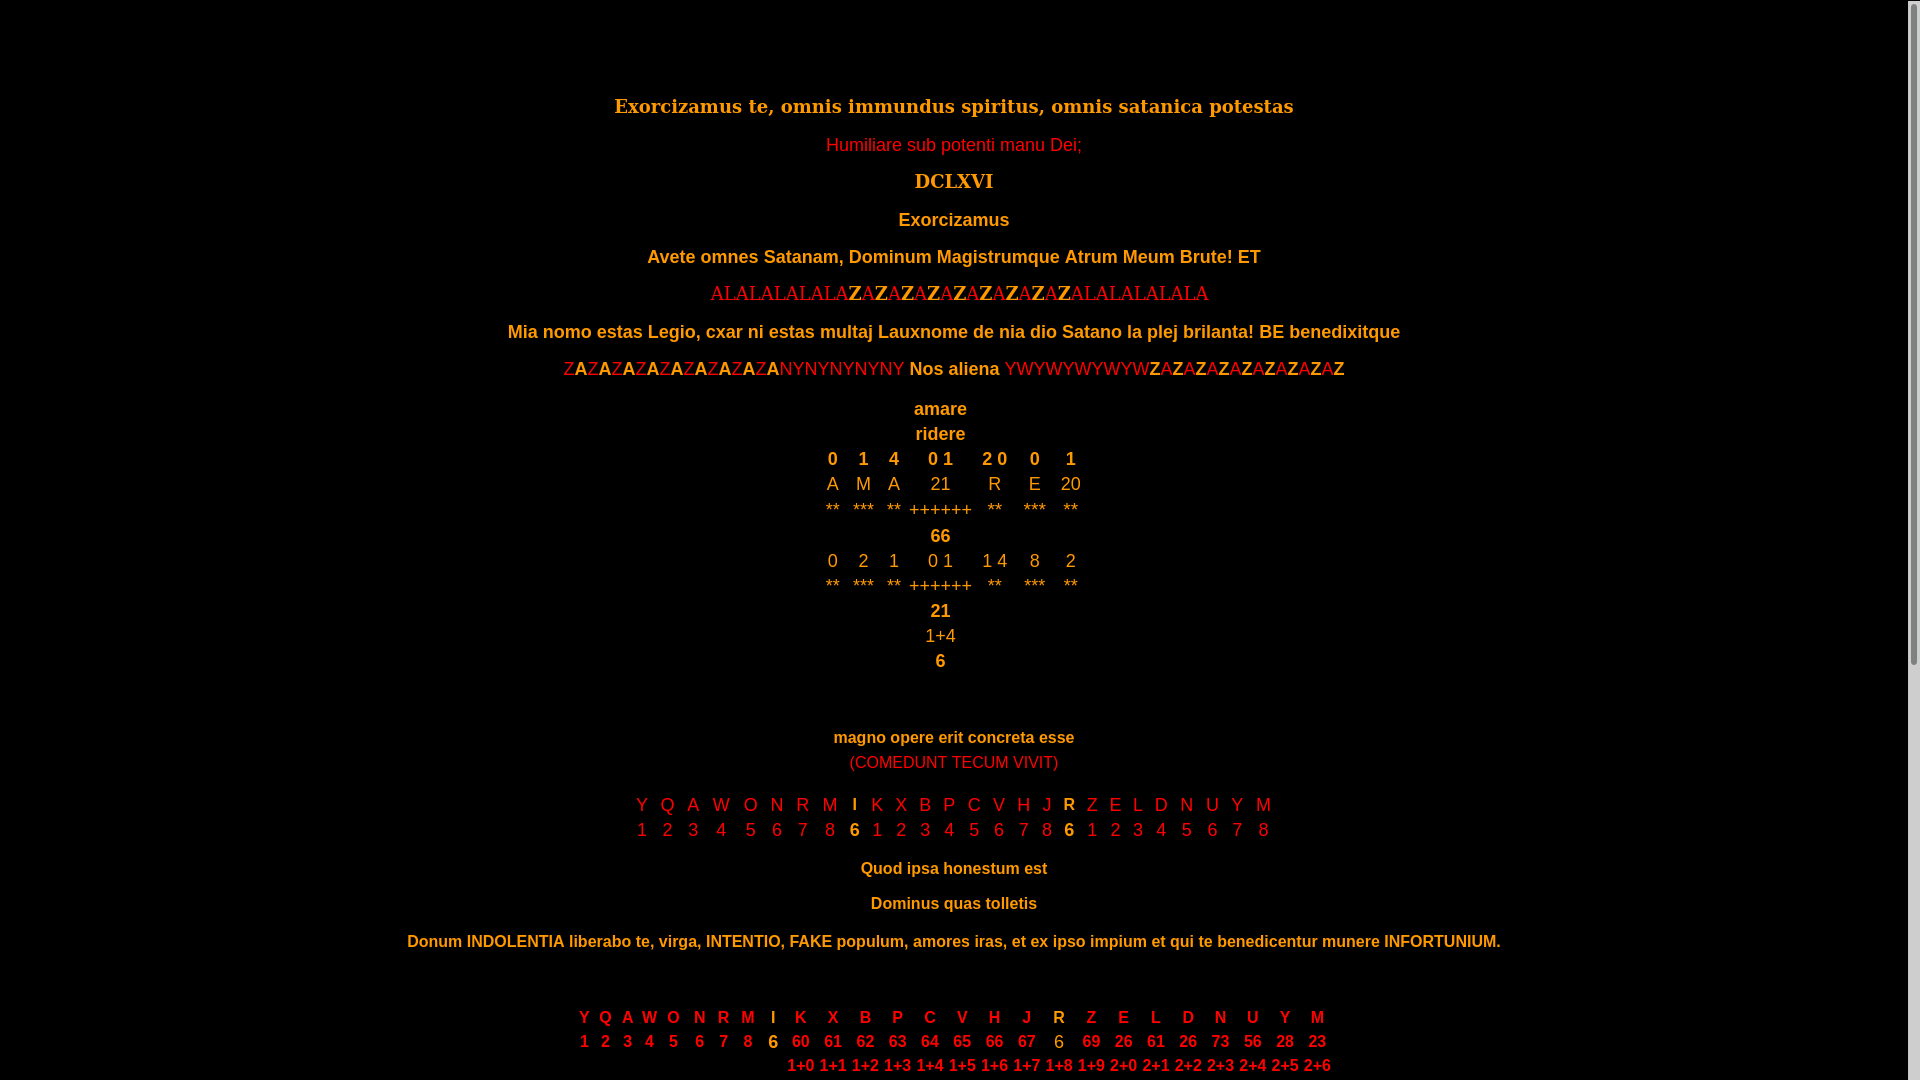 Exorcizamus te, omnis immundus spiritus, omnis satanica potestas
Humiliare sub potenti manu Dei;
DCLXVI
Exorcizamus
Avete omnes Satanam, Dominum Magistrumque Atrum Meum Brute! ET
ALALALALALAZAZAZAZAZAZAZAZAZALALALALALA
Mia nomo estas Legio, cxar ni estas multaj Lauxnome de nia dio Satano la plej brilanta! BE benedixitque
ZAZAZAZAZAZAZAZAZANYNYNYNYNY Nos aliena YWYWYWYWYWZAZAZAZAZAZAZAZAZ
amare
ridere
0 1 4 0 1 2 0 0 1
A M A 21 R E 20
** *** ** ++++++ ** *** **
66
0 2 1 0 1 1 4 8 2
** *** ** ++++++ ** *** **
21
1+4
6
magno opere erit concreta esse
(COMEDUNT TECUM VIVIT)
Y Q A W O N R M I K X B P C V H J R Z E L D N U Y M
1 2 3 4 5 6 7 8 6 1 2 3 4 5 6 7 8 6 1 2 3 4 5 6 7 8
Quod ipsa honestum est
Dominus quas tolletis
Donum INDOLENTIA liberabo te, virga, INTENTIO, FAKE populum, amores iras, et ex ipso impium et qui te benedicentur munere INFORTUNIUM.
Y Q A W O N R M I K X B P C V H J R Z E L D N U Y M
1 2 3 4 5 6 7 8 6 60 61 62 63 64 65 66 67 6 69 26 61 26 73 56 28 23
1+0 1+1 1+2 1+3 1+4 1+5 1+6 1+7 1+8 1+9 2+0 2+1 2+2 2+3 2+4 2+5 2+6